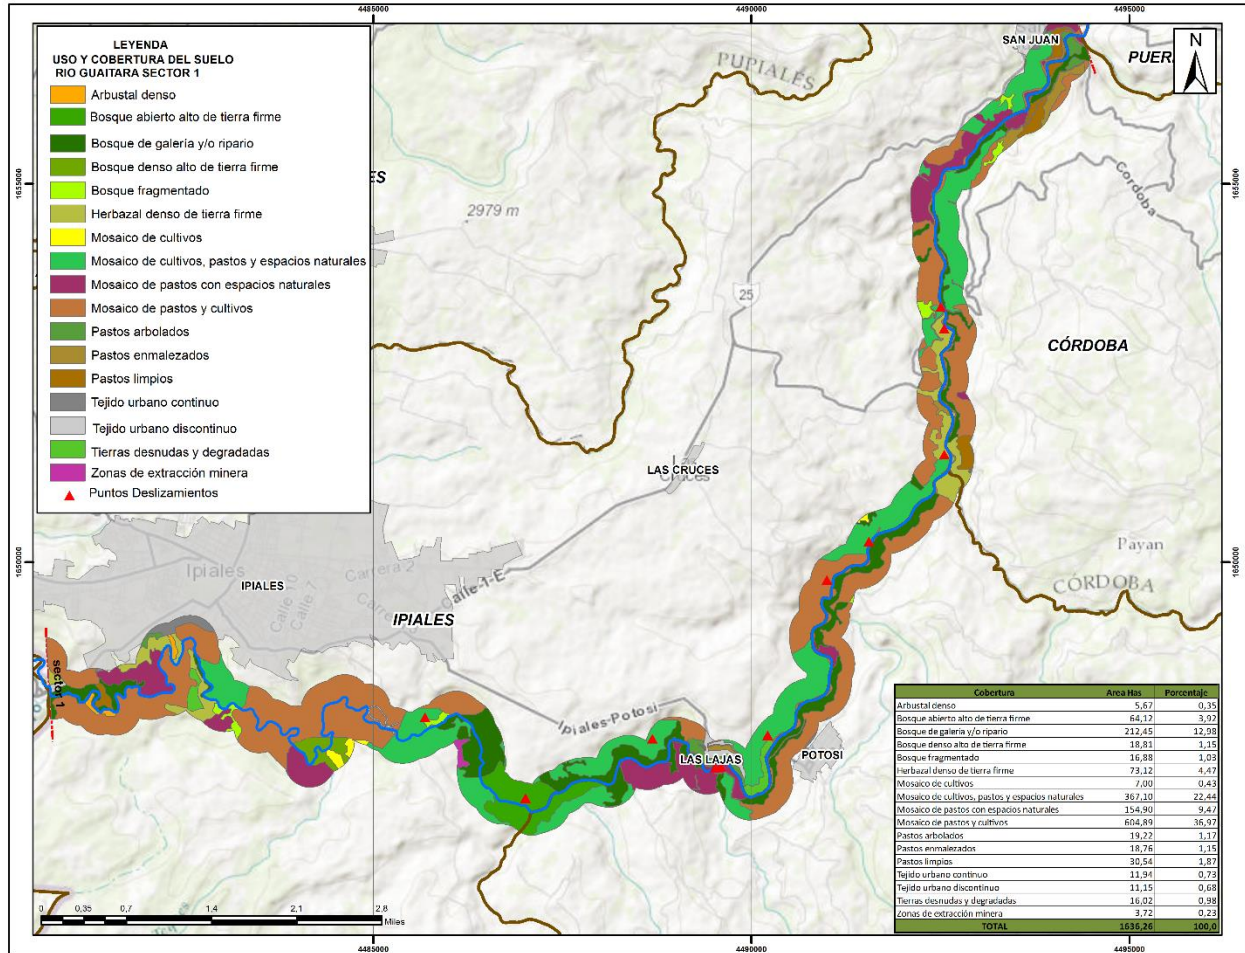 4485000
4490000
4495000
LEYENDA
USO Y COBERTURA DEL SUELO
RIO GUAITARA SECTOR 1
Arbustal denso
Bosque abierto alto de tierra firme
Bosque de galería y/o ripario
Bosque denso alto de tierra firme
Bosque fragmentado
Herbazal denso de tierra firme
Mosaico de cultivos
Mosaico de cultivos, pastos y espacios naturales
Mosaico de pastos con espacios naturales
Mosaico de pastos y cultivos
Pastos arbolados
Pastos enmalezados
Pastos limpios
Tejido urbano continuo
Tejido urbano discontinuo
Tierras desnudas y degradadas
Zonas de extracción minera
Puntos Deslizamientos
SAN JUAN
N
PUPIALES
PUER
1655000
1655000
ES
Cordoba
2979 m
25
CÓRDOBA
LAS CRUCES
Las
Cruces
1650000
1650000
Payan
CÓRDOBA
Ipiales
IPIALES
Carrera 2
Calle 7
Calle-1-E
IPIALES
sector 1
Ipiales-Potosi
LAS LAJAS
POTOSI
Cobertura Area Has Porcentaje
Arbustal denso 5,67 0,35
Bosque abierto alto de tierra firme 64,12 3,92
Bosque de galería y/o ripario 212,45 12,98
Bosque denso alto de tierra firme 18,81 1,15
Bosque fragmentado 16,88 1,03
Herbazal denso de tierra firme 73,12 4,47
Mosaico de cultivos 7,00 0,43
Mosaico de cultivos, pastos y espacios naturales 367,10 22,44
Mosaico de pastos con espacios naturales 154,90 9,47
Mosaico de pastos y cultivos 604,89 36,97
Pastos arbolados 19,22 1,17
Pastos enmalezados 18,76 1,15
Pastos limpios 30,54 1,87
Tejido urbano continuo 11,94 0,73
Tejido urbano discontinuo 11,15 0,68
Tierras desnudas y degradadas 16,02 0,98
Zonas de extracción minera 3,72 0,23
TOTAL 1636,26 100,0
0 0,35 0,7 1,4 2,1 2,8
Miles
4485000
4490000
4495000